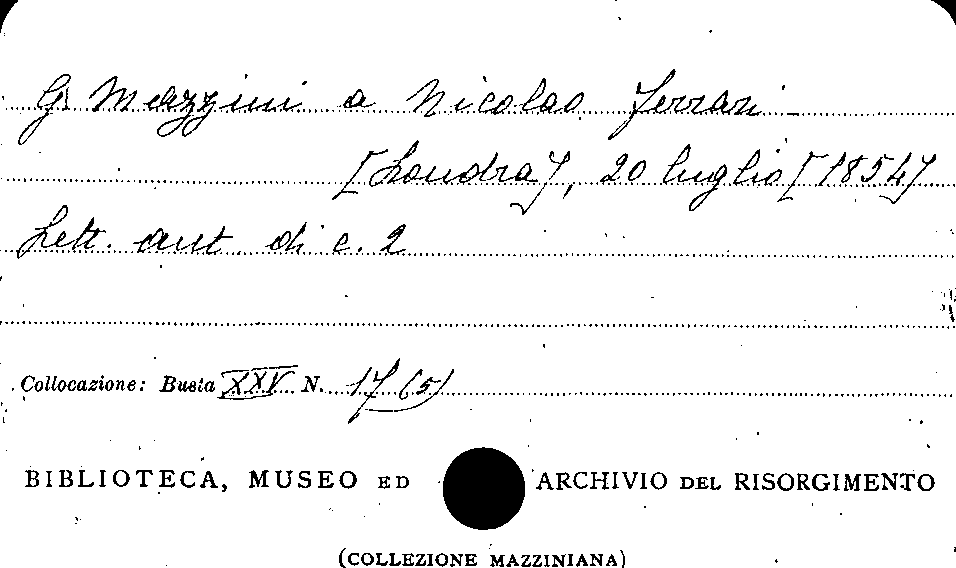 G. Mazzini a Nicolao Ferrari
[Londra], 20 luglio [1854]
Lett. aut. di c. 2
Collocazione: Busta XXV N. 17 (5)
BIBLIOTECA, MUSEO ED ARCHIVIO DEL RISORGIMENTO
(COLLEZIONE MAZZINIANA)